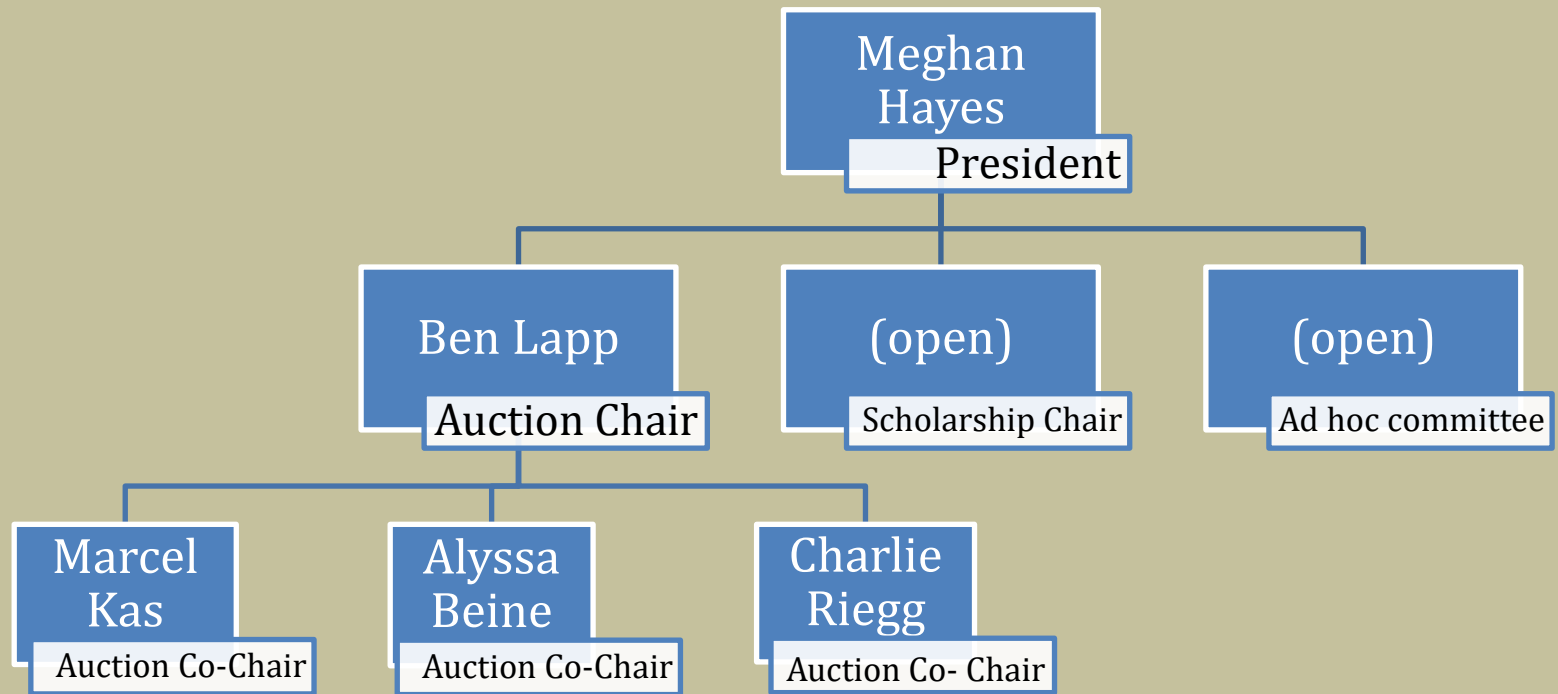 Meghan
Hayes
President
Ben Lapp
Auction Chair
(open)
Scholarship Chair
(open)
Ad hoc committee
Marcel
Kas
Auction Co-Chair
Alyssa
Beine
Auction Co-Chair
Charlie
Riegg
Auction Co- Chair